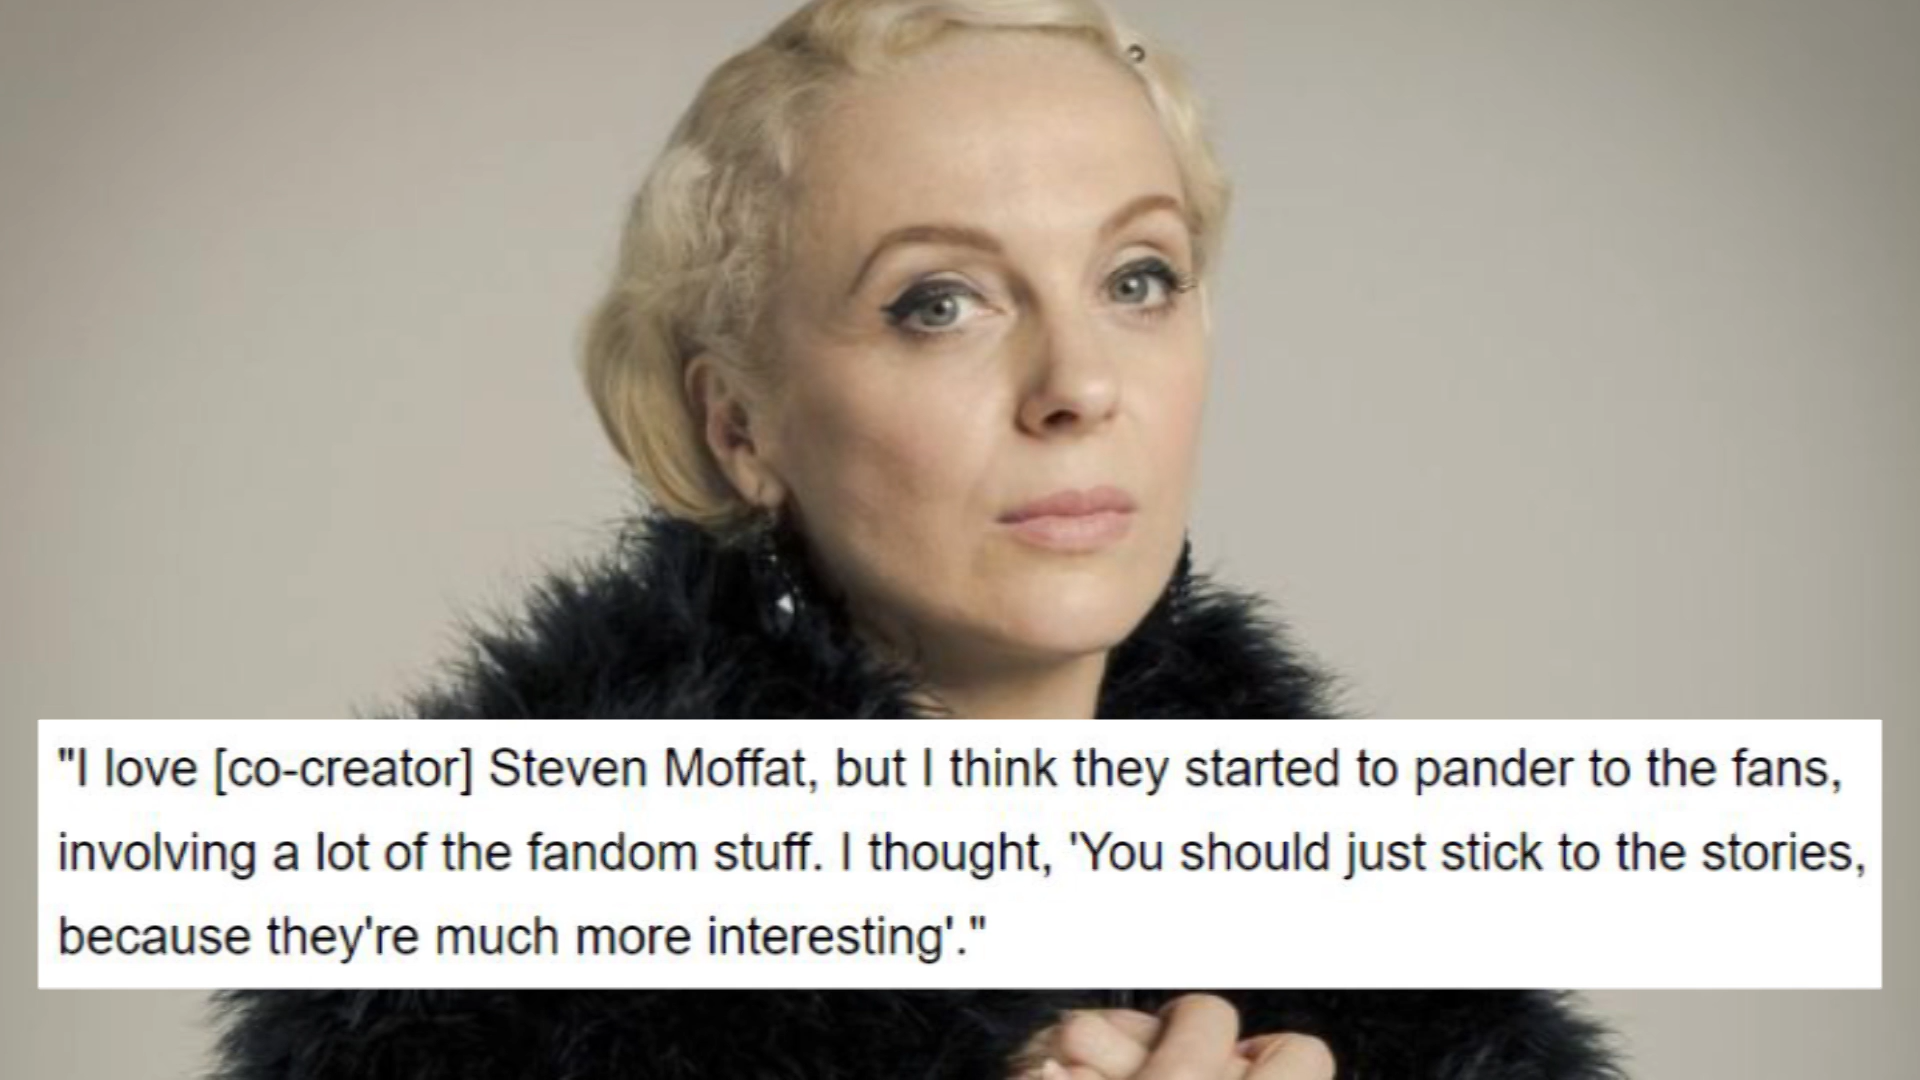 "I love [co-creator] Steven Moffat, but I think they started to pander to the fans,
involving a lot of the fandom stuff. I thought, 'You should just stick to the stories,
because they're much more interesting'."